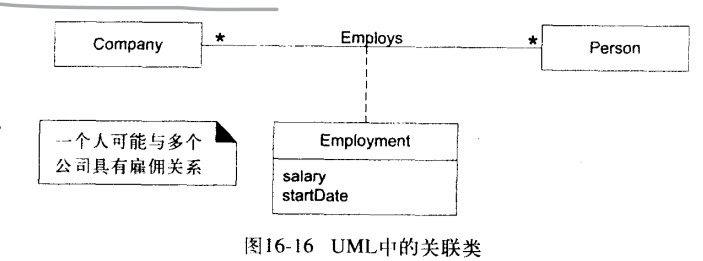 Company
*
Employs
*
Person
一个人可能与多个
公司具有雇佣关系
Employment
salary
startDate
图16-16 UML中的关联类